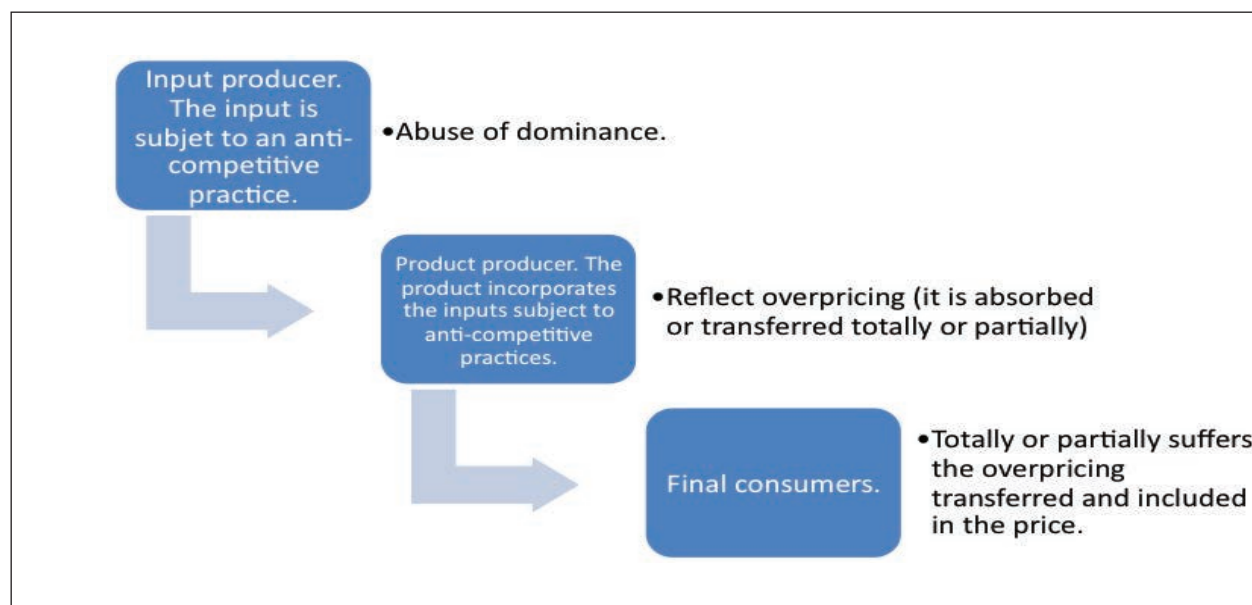 Input producer.
The input is
subjet to an anti-
competitive
practice.
•Abuse of dominance.
Product producer. The
product incorporates
the inputs subject to
anti-competitive
practices.
•Reflect overpricing (it is absorbed
or transferred totally or partially)
Final consumers.
•Totally or partially suffers
the overpricing
transferred and included
in the price.